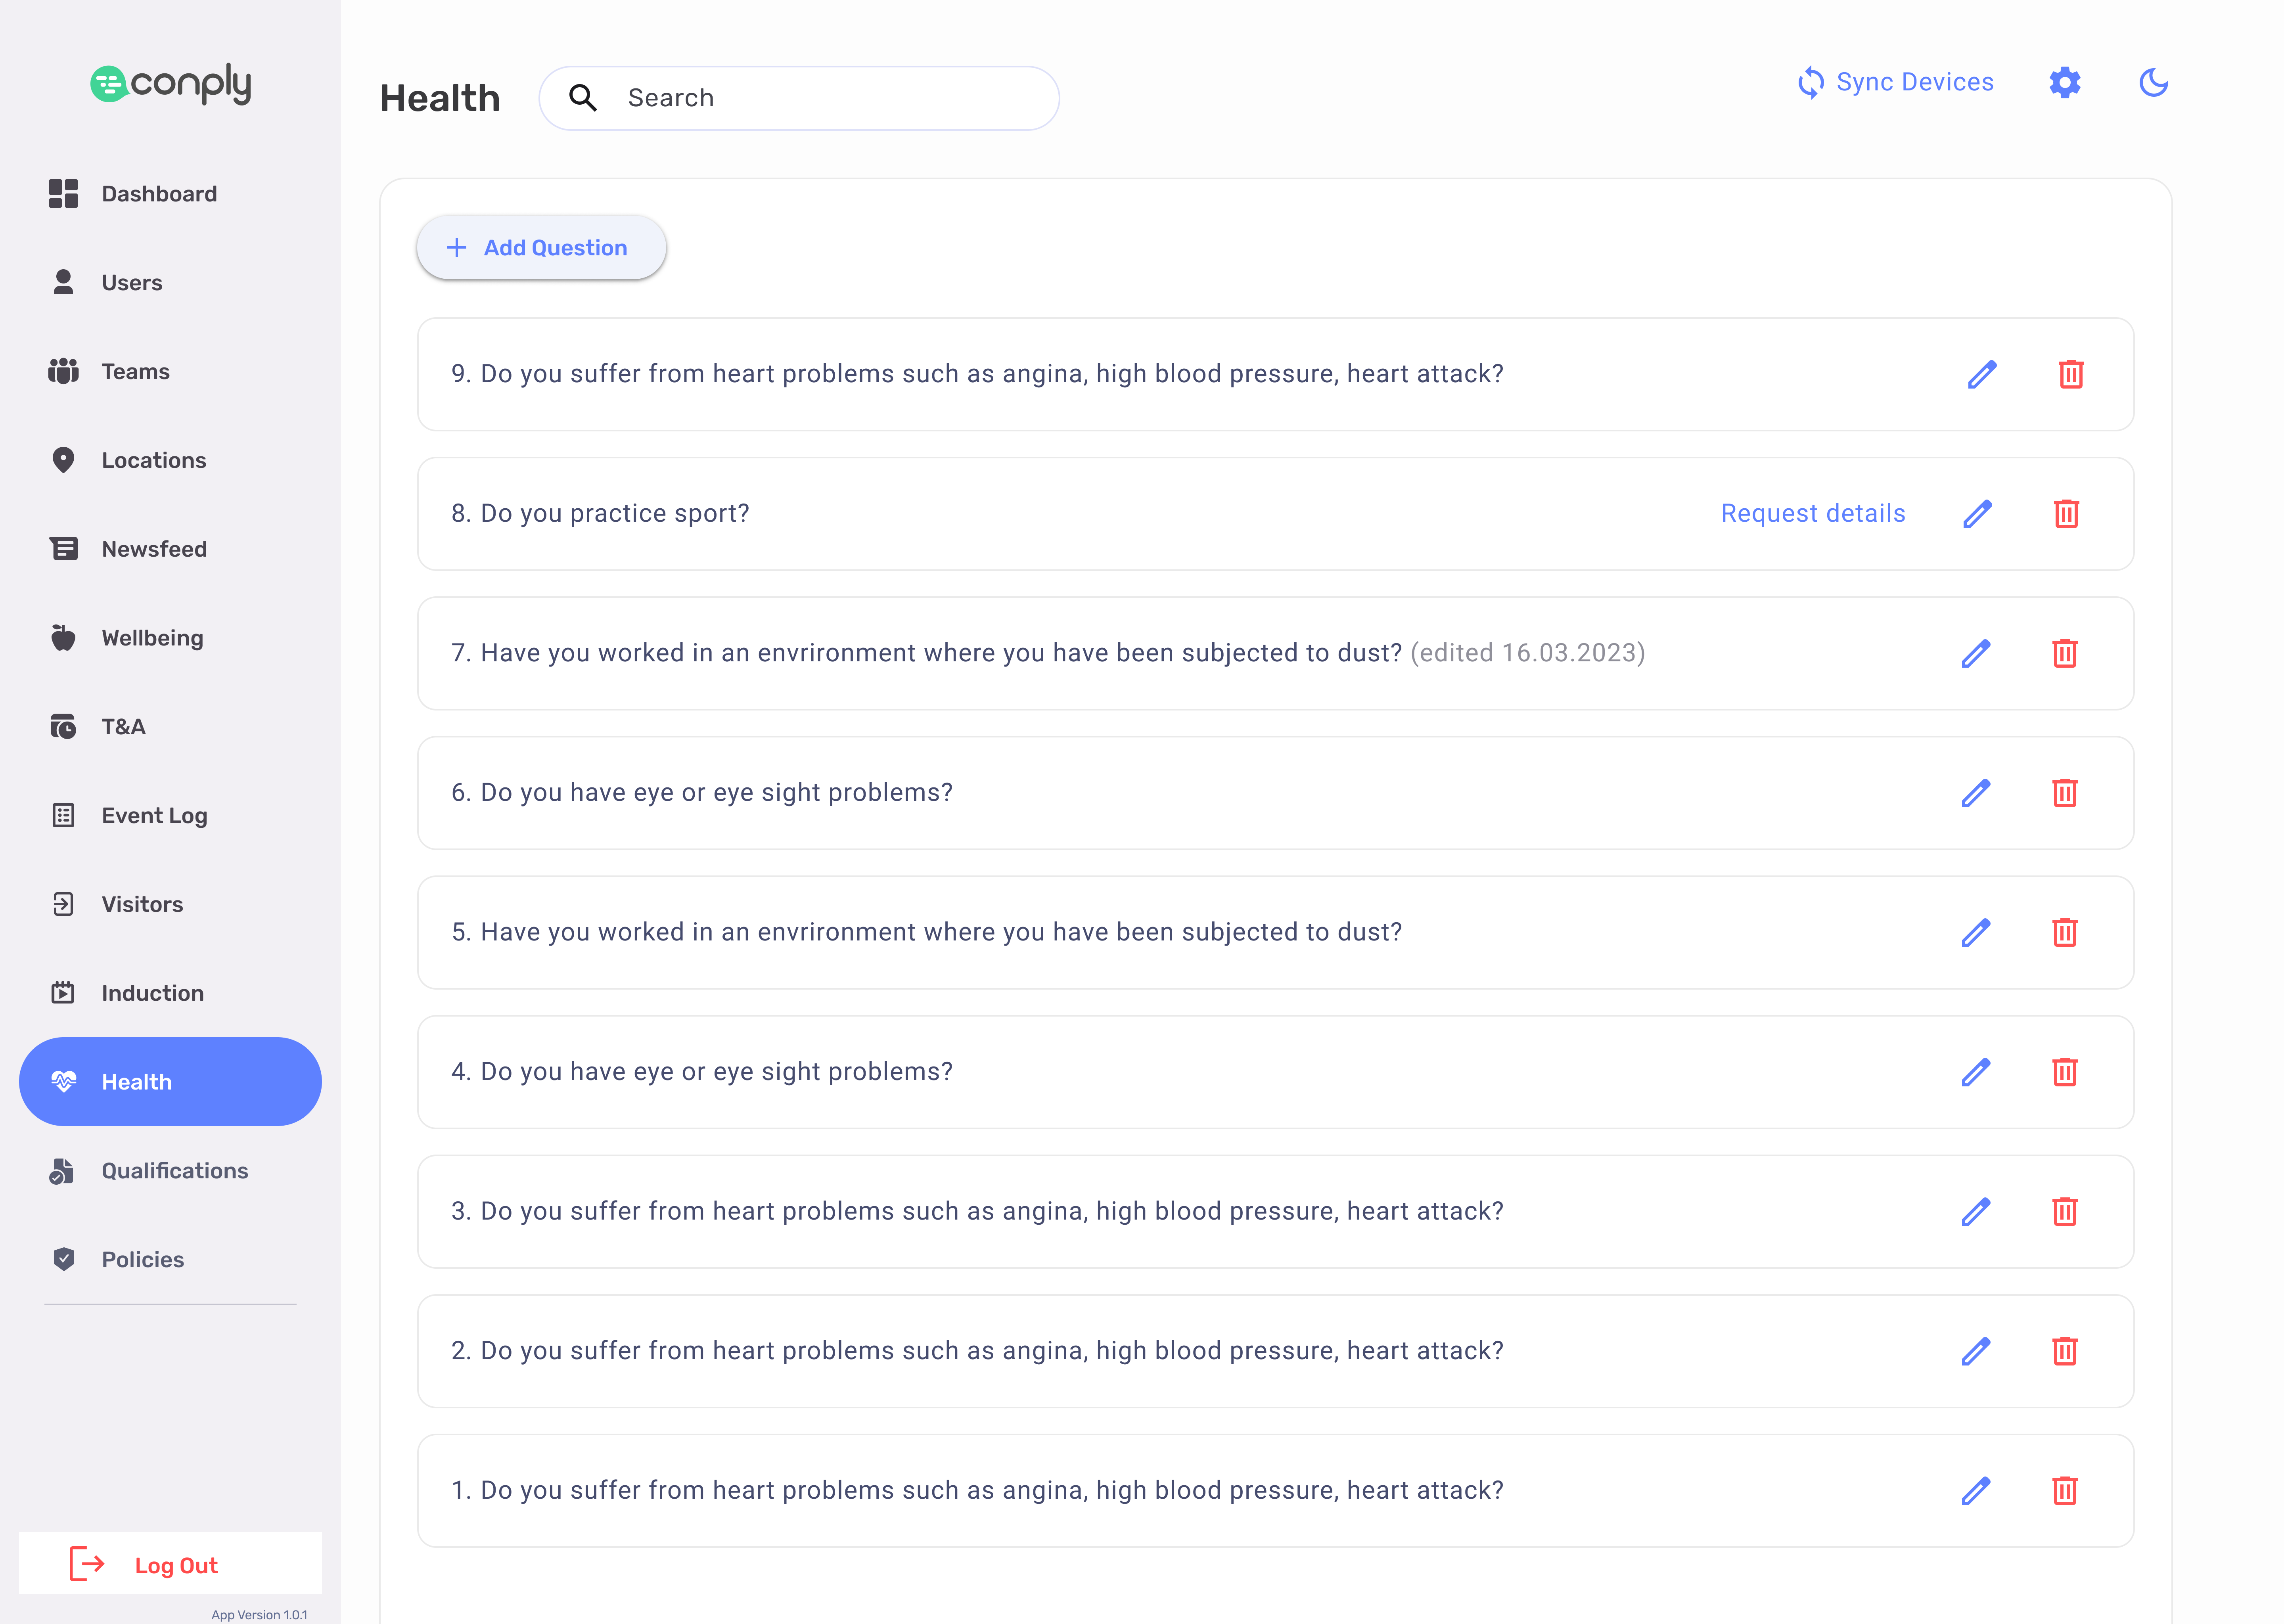 conply
Dashboard
Users
Teams
Locations
Newsfeed
Wellbeing
T&A
Event Log
Visitors
Induction
Health
Qualifications
Policies
Log Out
App Version 1.0.1
Health
Search
Sync Devices
Add Question
9. Do you suffer from heart problems such as angina, high blood pressure, heart attack?
8. Do you practice sport? Request details
7. Have you worked in an envrironment where you have been subjected to dust? (edited 16.03.2023)
6. Do you have eye or eye sight problems?
5. Have you worked in an envrironment where you have been subjected to dust?
4. Do you have eye or eye sight problems?
3. Do you suffer from heart problems such as angina, high blood pressure, heart attack?
2. Do you suffer from heart problems such as angina, high blood pressure, heart attack?
1. Do you suffer from heart problems such as angina, high blood pressure, heart attack?